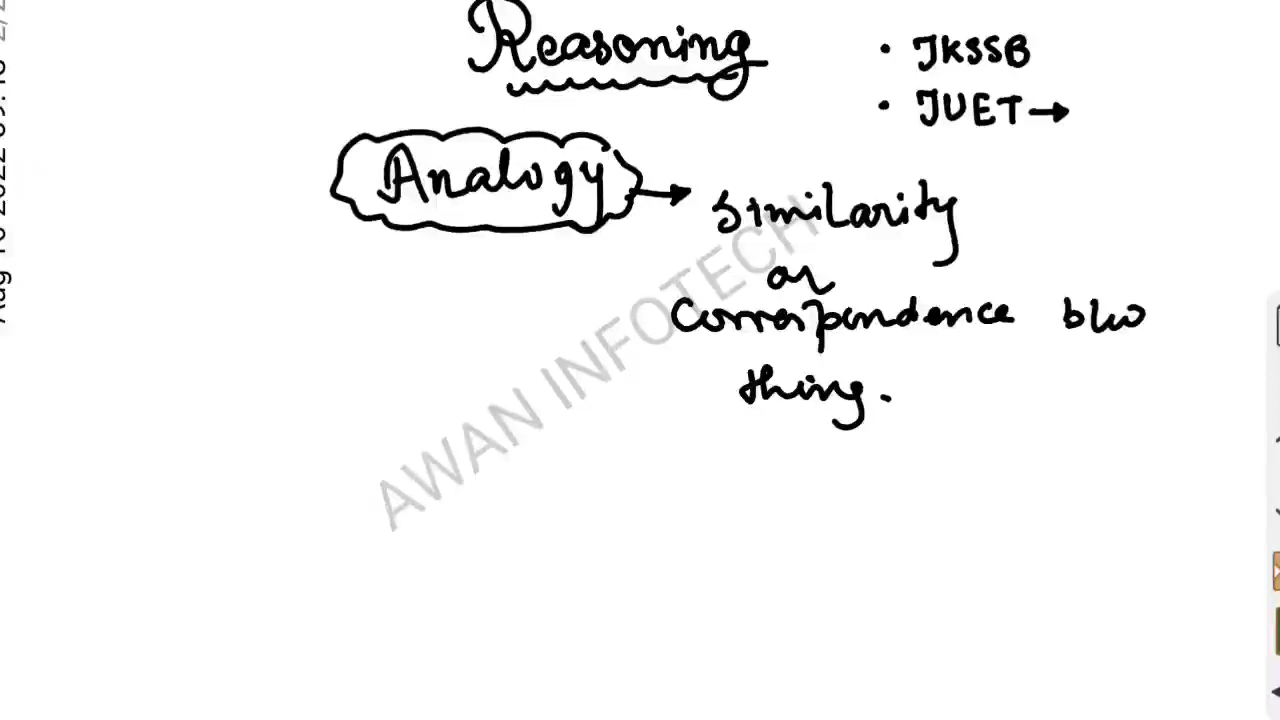 Reasoning
• JKSSB
• JUET →
Analogy → Similarity
or
Correspondence b/w
thing.
AWAN INFOTECH